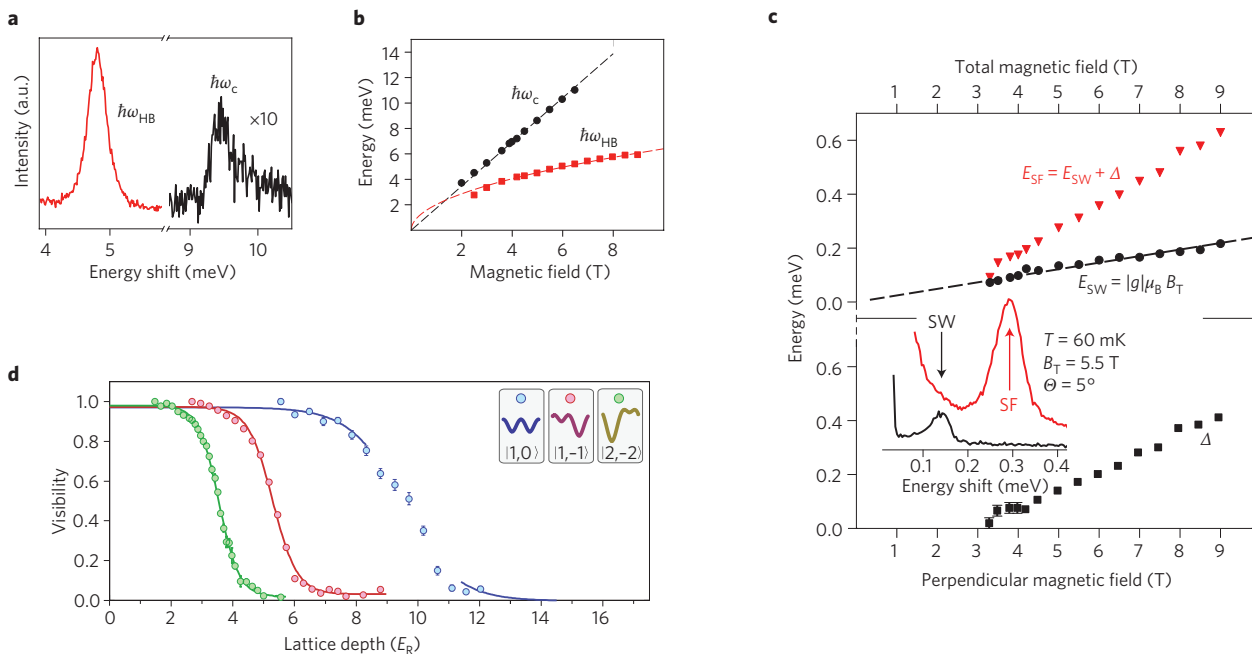 a
Intensity (a.u.)
ℏω_HB
ℏω_c
×10
4 5 9 10
Energy shift (meV)
b
Energy (meV)
14
12
10
8
6
4
2
ℏω_c
ℏω_HB
0 2 4 6 8 10
Magnetic field (T)
c
Total magnetic field (T)
1 2 3 4 5 6 7 8 9
Energy (meV)
0.6
0.4
0.2
0.0
E_SF = E_SW + Δ
E_SW = |g|μ_B B_T
SW
T = 60 mK
B_T = 5.5 T
Θ = 5°
SF
0.1 0.2 0.3 0.4
Energy shift (meV)
Δ
0.4
0.2
0.0
1 2 3 4 5 6 7 8 9
Perpendicular magnetic field (T)
d
Visibility
1.0
0.8
0.6
0.4
0.2
0.0
|1,0⟩ |1,−1⟩ |2,−2⟩
0 2 4 6 8 10 12 14 16
Lattice depth (E_R)